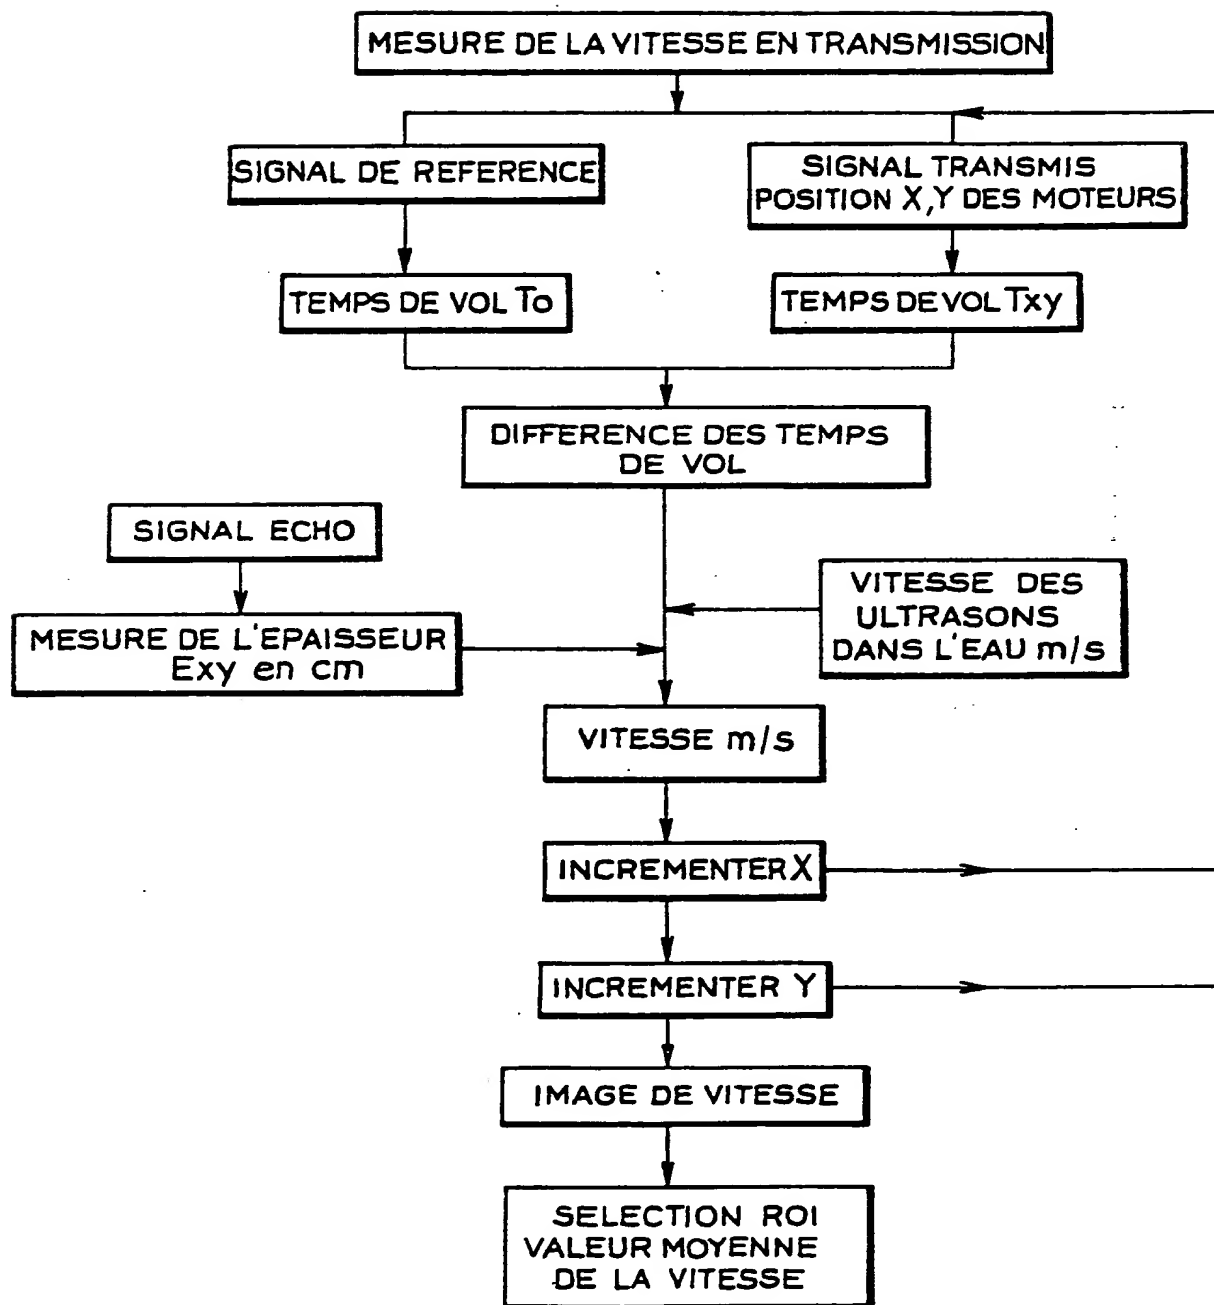 MESURE DE LA VITESSE EN TRANSMISSION
SIGNAL DE REFERENCE
SIGNAL TRANSMIS
POSITION X,Y DES MOTEURS
TEMPS DE VOL To
TEMPS DE VOL Txy
DIFFERENCE DES TEMPS
DE VOL
SIGNAL ECHO
VITESSE DES
ULTRASONS
DANS L'EAU m/s
MESURE DE L'EPAISSEUR
Exy en cm
VITESSE m/s
INCREMENTER X
INCREMENTER Y
IMAGE DE VITESSE
SELECTION ROI
VALEUR MOYENNE
DE LA VITESSE